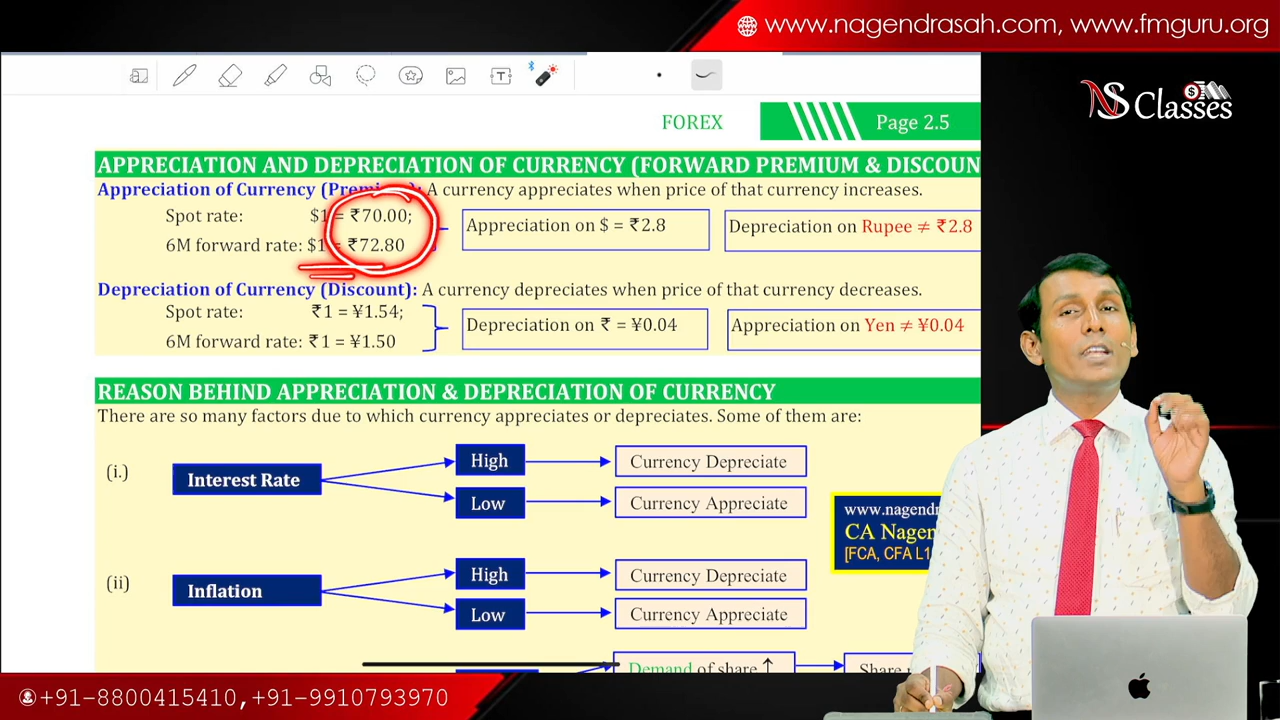 www.nagendrasah.com, www.fmguru.org
NS Classes
FOREX
Page 2.5
APPRECIATION AND DEPRECIATION OF CURRENCY (FORWARD PREMIUM & DISCOUN
Appreciation of Currency (Premium): A currency appreciates when price of that currency increases.
Spot rate: $1 = ₹70.00;
6M forward rate: $1 = ₹72.80
Appreciation on $ = ₹2.8
Depreciation on Rupee ≠ ₹2.8
Depreciation of Currency (Discount): A currency depreciates when price of that currency decreases.
Spot rate: ₹1 = ¥1.54;
6M forward rate: ₹1 = ¥1.50
Depreciation on ₹ = ¥0.04
Appreciation on Yen ≠ ¥0.04
REASON BEHIND APPRECIATION & DEPRECIATION OF CURRENCY
There are so many factors due to which currency appreciates or depreciates. Some of them are:
(i.) Interest Rate
High Currency Depreciate
Low Currency Appreciate
www.nagendr
CA Nagen
[FCA, CFA L1
(ii) Inflation
High Currency Depreciate
Low Currency Appreciate
Demand of share ↑
Share
+91-8800415410,+91-9910793970